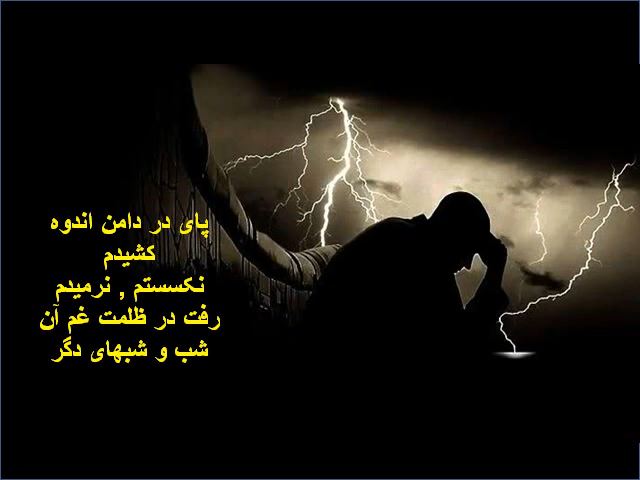 پای در دامن اندوه
کشیدم
نکسستم , نرمیدم
رفت در ظلمت غم آن
شب و شبهای دگر